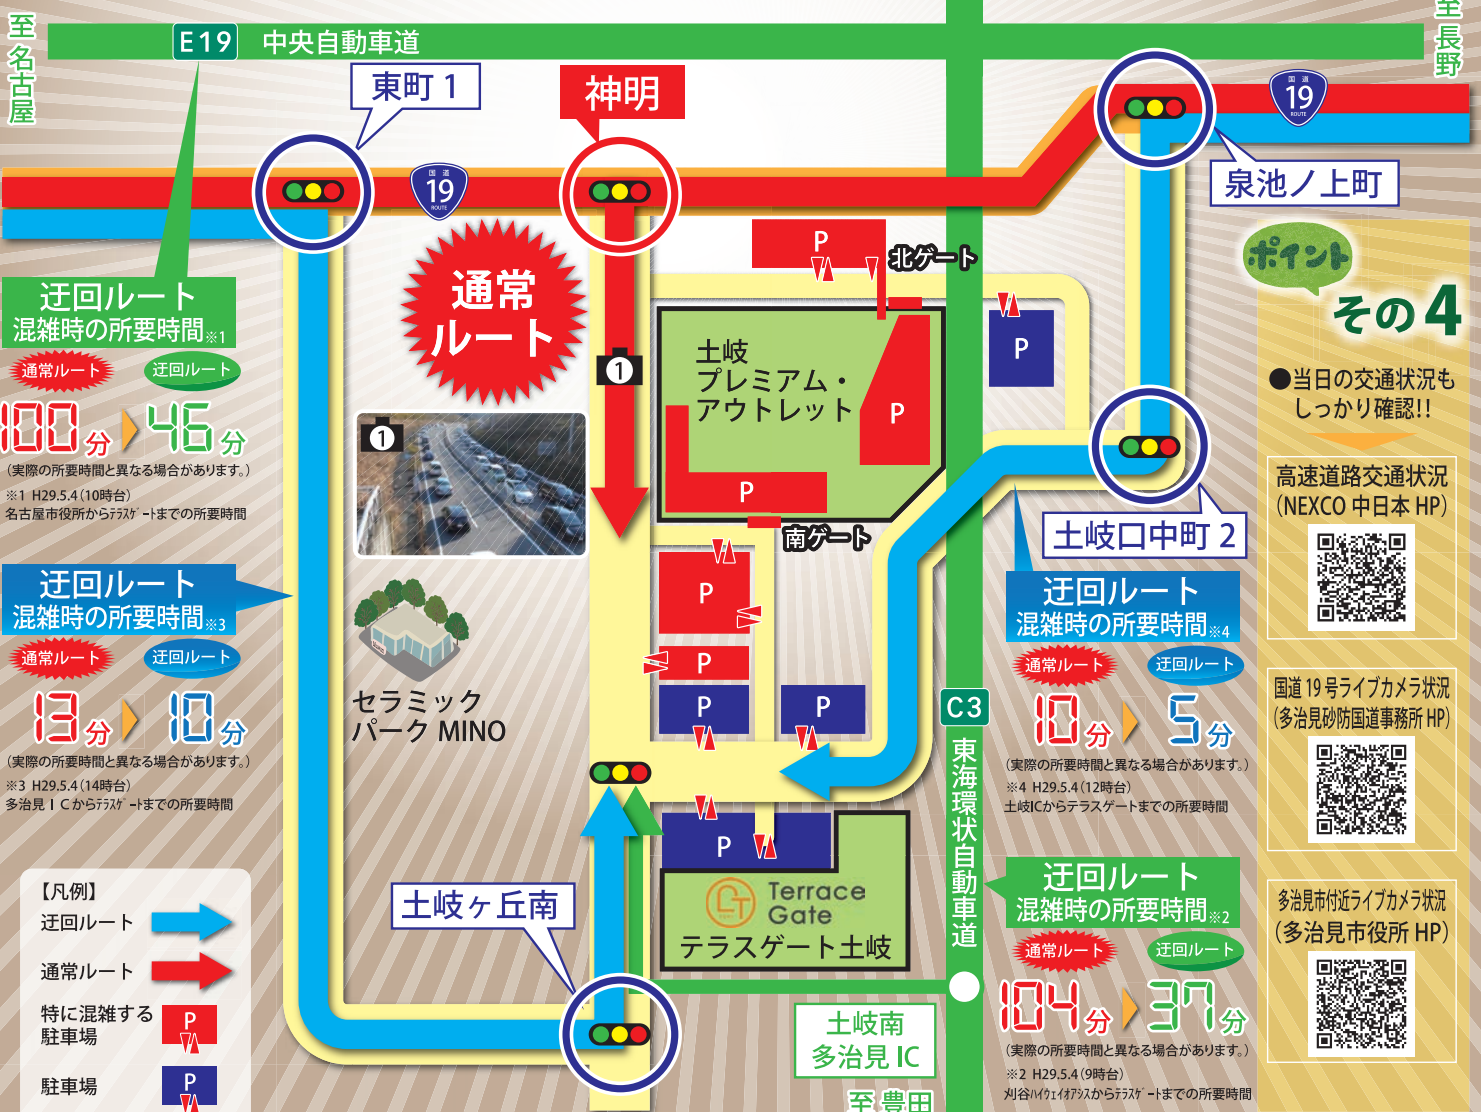 至名古屋
E19 中央自動車道
至長野
東町 1
神明
国道
19
ROUTE
泉池ノ上町
国道
19
ROUTE
通常
ルート
P
北ゲート
P
土岐
プレミアム・
アウトレット
P
P
南ゲート
1
1
迂回ルート
混雑時の所要時間※1
通常ルート 迂回ルート
100分 46分
(実際の所要時間と異なる場合があります。)
※1 H29.5.4(10時台)
名古屋市役所からテラスゲートまでの所要時間
迂回ルート
混雑時の所要時間※3
通常ルート 迂回ルート
13分 10分
(実際の所要時間と異なる場合があります。)
※3 H29.5.4(14時台)
多治見ICからテラスゲートまでの所要時間
セラミック
パーク MINO
P
P
P
P
P
Terrace
Gate
テラスゲート土岐
土岐ヶ丘南
C3
東海環状自動車道
土岐南
多治見 IC
至 豊田
土岐口中町 2
迂回ルート
混雑時の所要時間※4
通常ルート 迂回ルート
10分 5分
(実際の所要時間と異なる場合があります。)
※4 H29.5.4(12時台)
土岐ICからテラスゲートまでの所要時間
迂回ルート
混雑時の所要時間※2
通常ルート 迂回ルート
104分 37分
(実際の所要時間と異なる場合があります。)
※2 H29.5.4(9時台)
刈谷ハイウェイオアシスからテラスゲートまでの所要時間
ポイント
その4
●当日の交通状況も
しっかり確認!!
高速道路交通状況
(NEXCO 中日本 HP)
国道 19 号ライブカメラ状況
(多治見砂防国道事務所 HP)
多治見市付近ライブカメラ状況
(多治見市役所 HP)
【凡例】
迂回ルート
通常ルート
特に混雑する
駐車場
P
駐車場
P